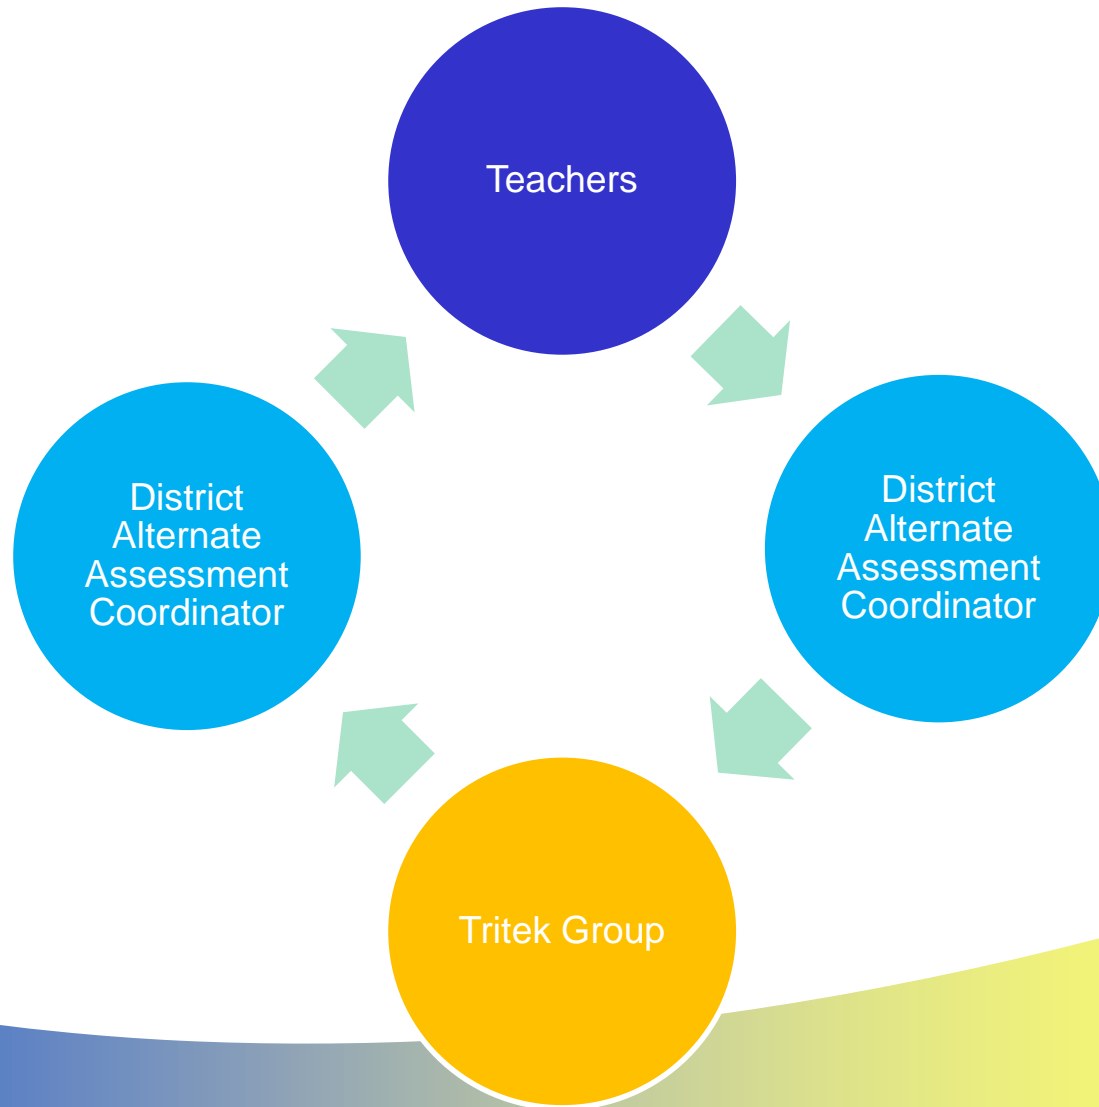 Teachers
District
Alternate
Assessment
Coordinator
District
Alternate
Assessment
Coordinator
Tritek Group